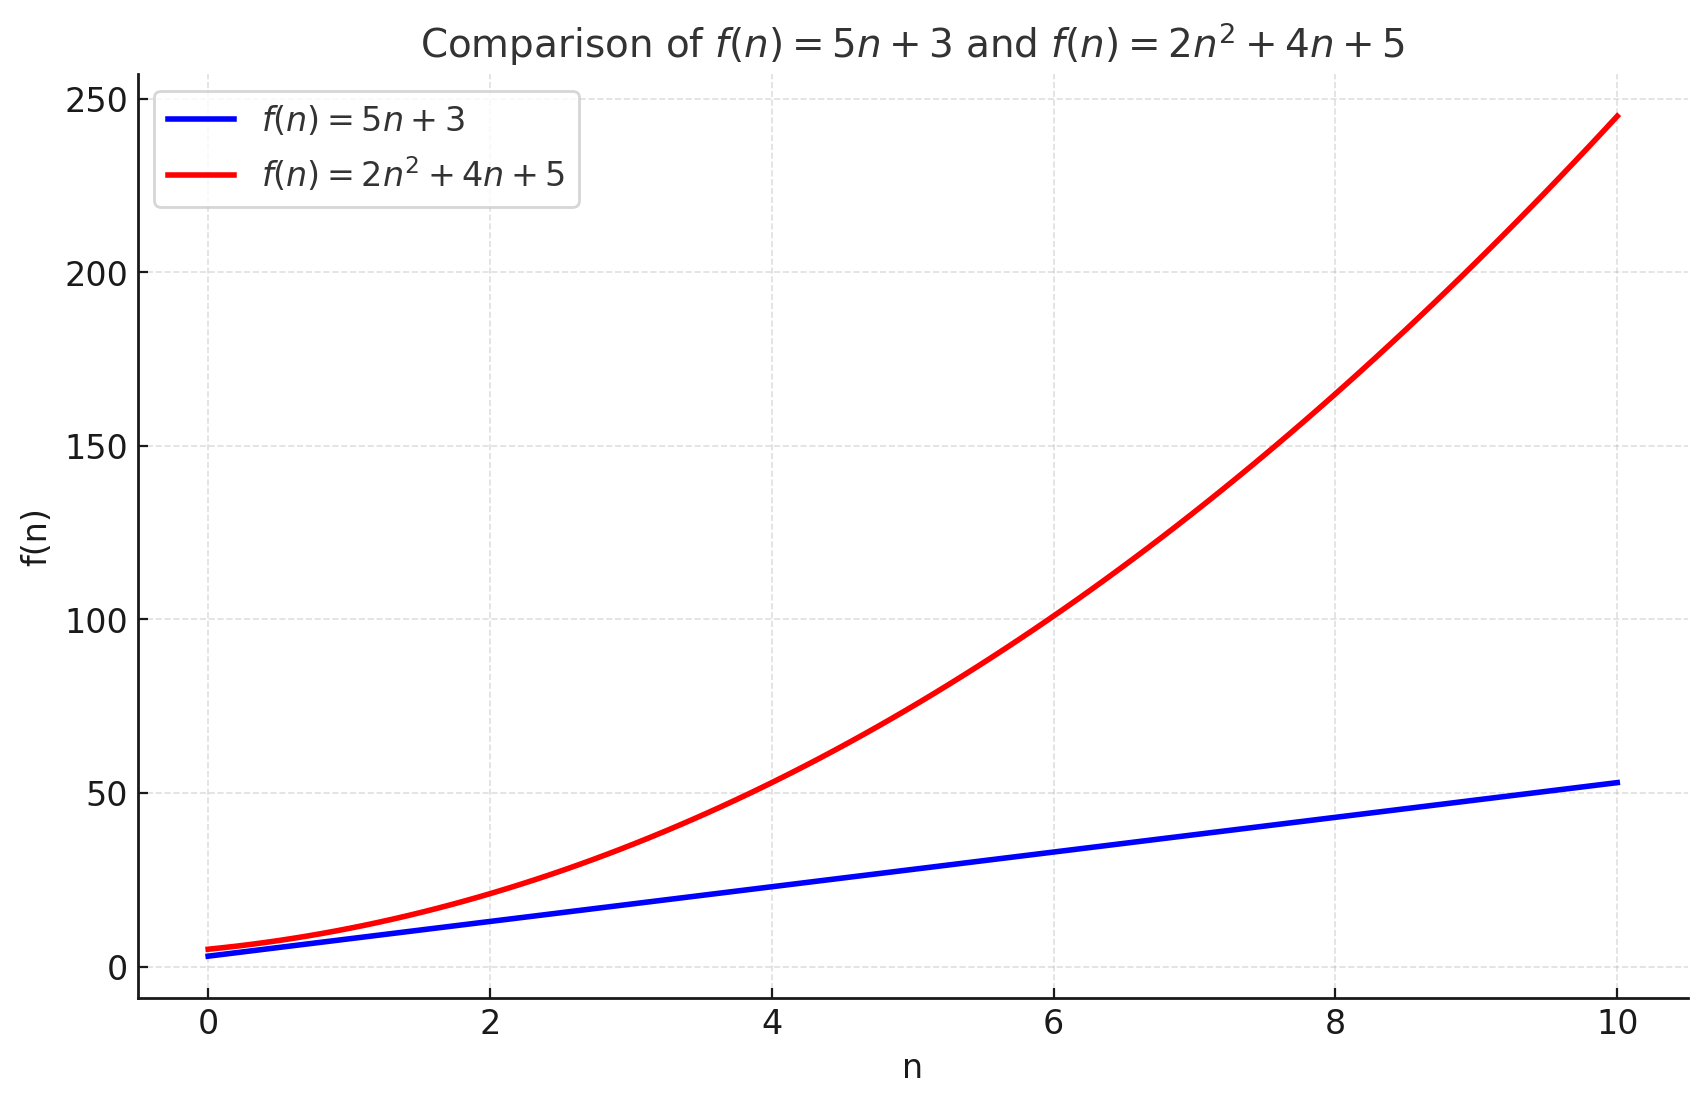 Comparison of f(n) = 5n + 3 and f(n) = 2n² + 4n + 5
f(n) = 5n + 3
f(n) = 2n² + 4n + 5
250
200
150
100
50
0
f(n)
0 2 4 6 8 10
n